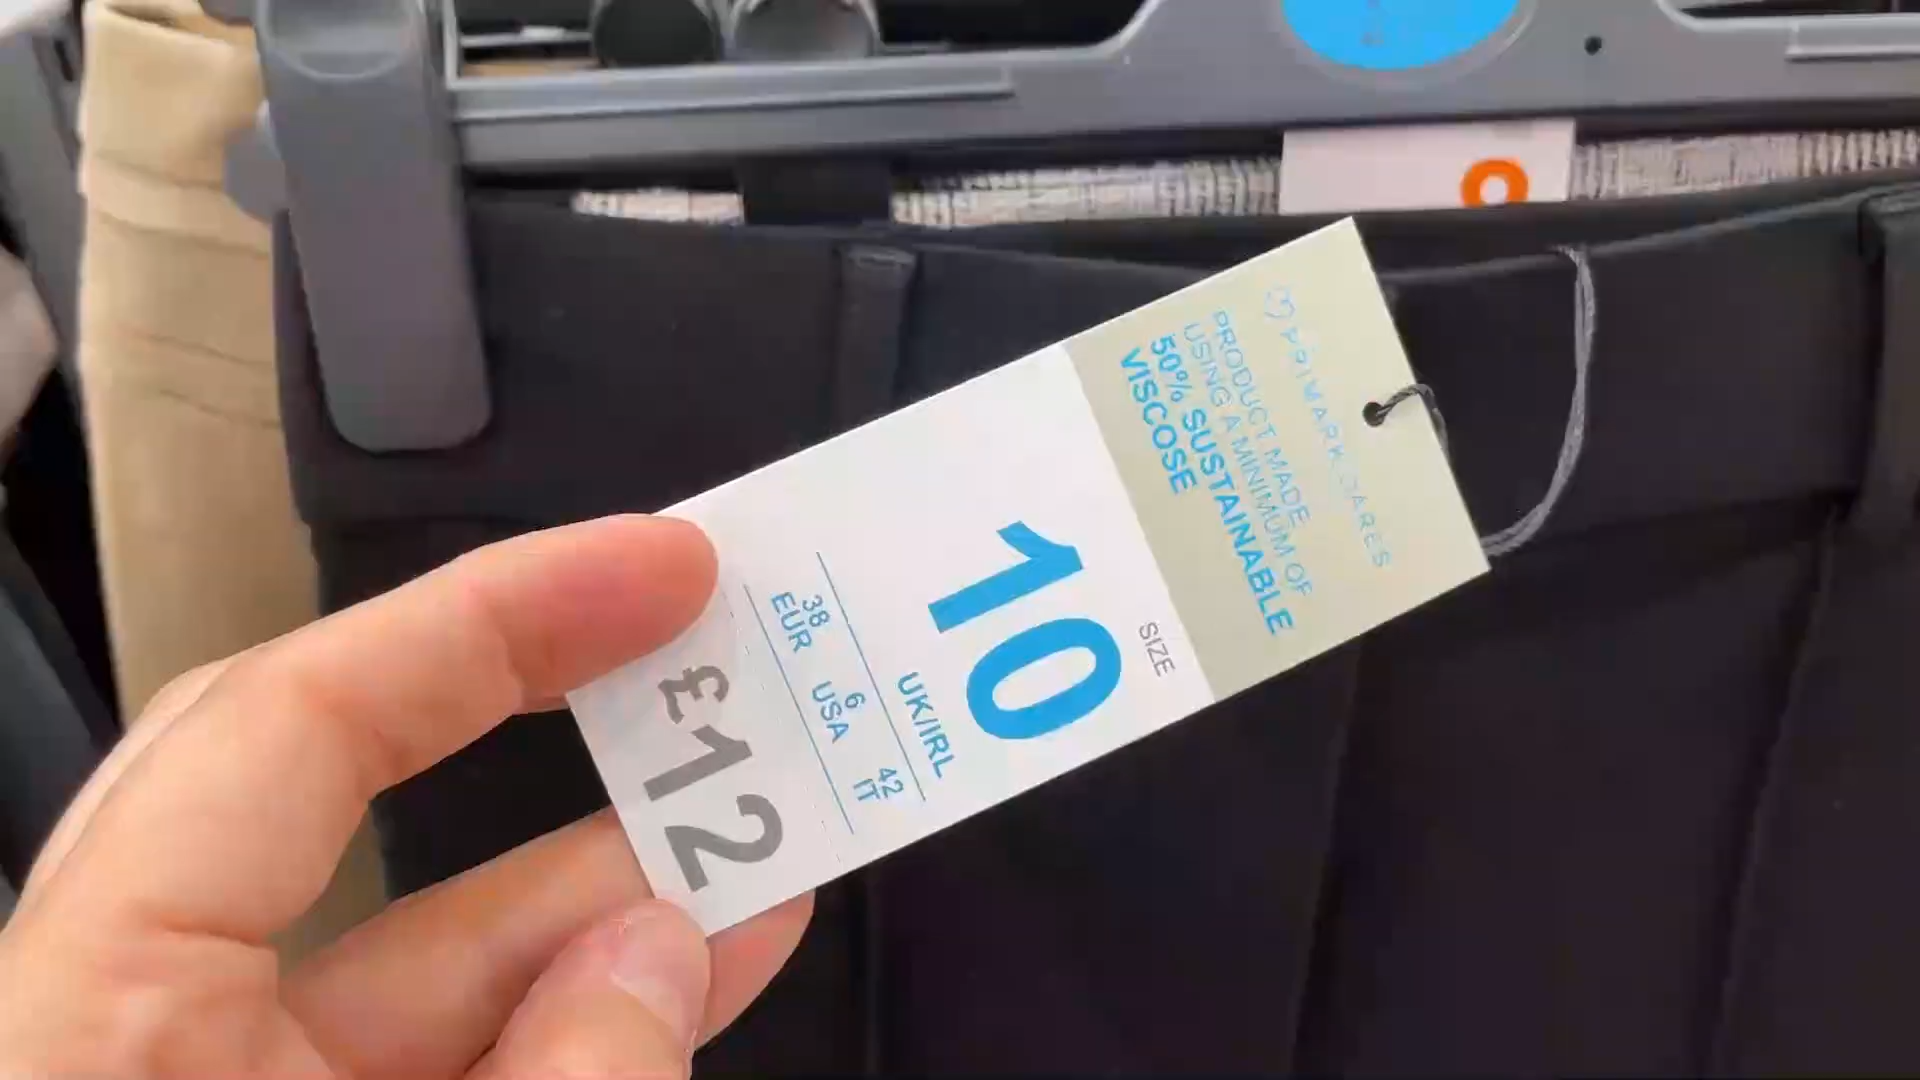 PRIMARK CARES
PRODUCT MADE
USING A MINIMUM OF
50% SUSTAINABLE
VISCOSE
SIZE
10
UK/IRL
38 6 42
EUR USA IT
£12